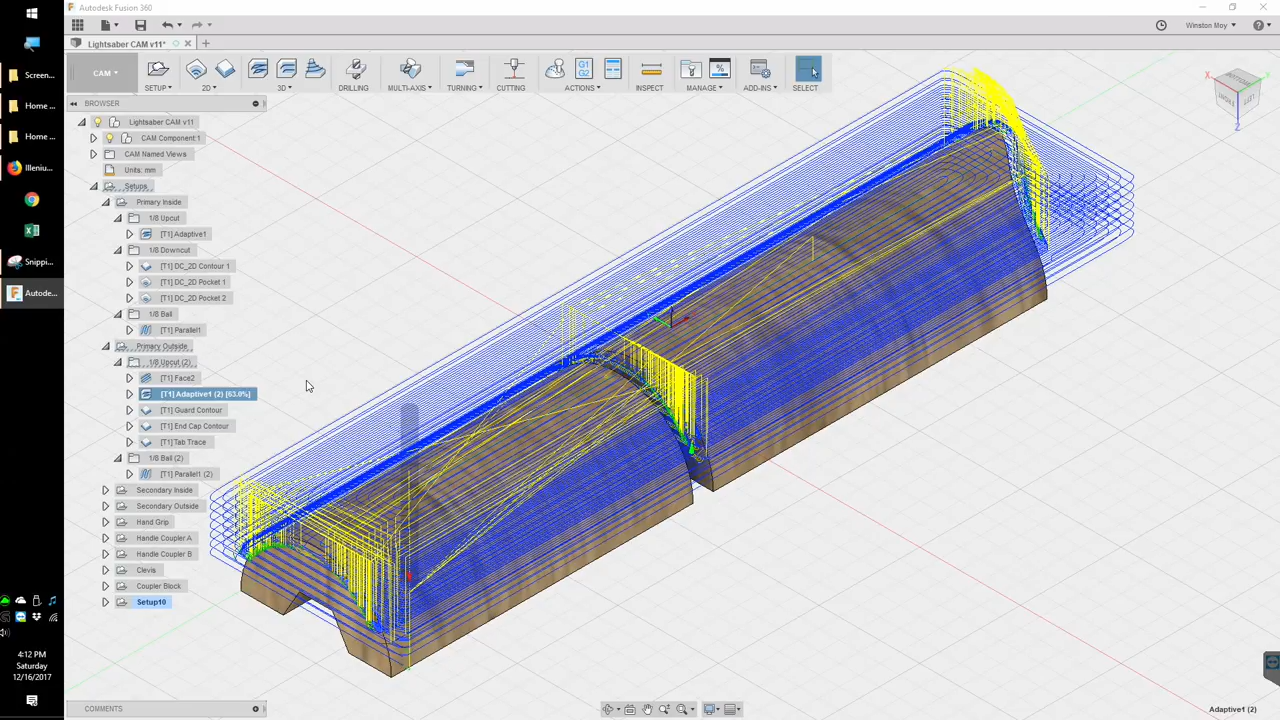 Autodesk Fusion 360
Winston Moy
Lightsaber CAM v11*
CAM
SETUP
2D
3D
DRILLING
MULTI-AXIS
TURNING
CUTTING
G1
G2
ACTIONS
INSPECT
MANAGE
ADD-INS
SELECT
BROWSER
Lightsaber CAM v11
CAM Component:1
CAM Named Views
Units: mm
Setups
Primary Inside
1/8 Upcut
[T1] Adaptive1
1/8 Downcut
[T1] DC_2D Contour 1
[T1] DC_2D Pocket 1
[T1] DC_2D Pocket 2
1/8 Ball
[T1] Parallel1
Primary Outside
1/8 Upcut (2)
[T1] Face2
[T1] Adaptive1 (2) [63.0%]
[T1] Guard Contour
[T1] End Cap Contour
[T1] Tab Trace
1/8 Ball (2)
[T1] Parallel1 (2)
Secondary Inside
Secondary Outside
Hand Grip
Handle Coupler A
Handle Coupler B
Clevis
Coupler Block
Setup10
COMMENTS
Adaptive1 (2)
Screen...
Home ...
Home ...
Illeniu...
Snippi...
Autode...
4:12 PM
Saturday
12/16/2017
X
Y
Z